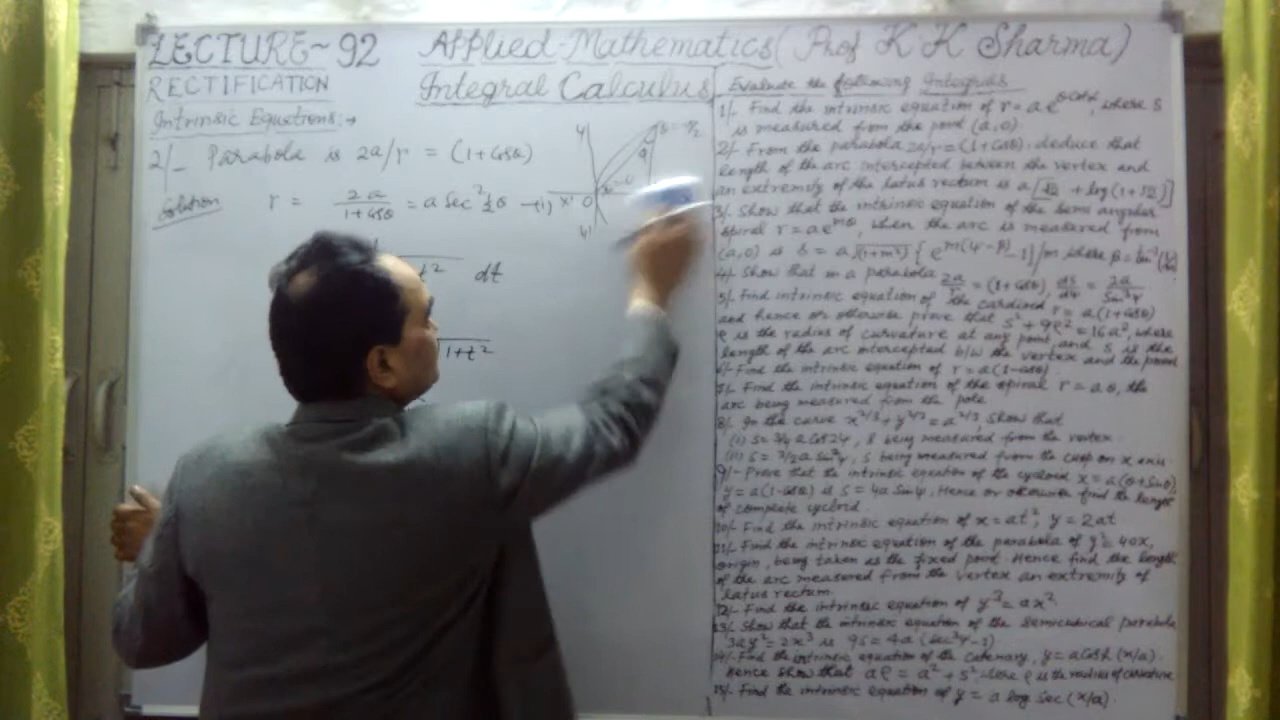 LECTURE~92 Applied-Mathematics( Prof K K Sharma)
RECTIFICATION Integral Calculus
Intrinsic Equations :→
2/- Parabola is 2a/r = (1+Cosθ)
Solution r = 2a/1+Cosθ = a Sec² ½ θ —(i)
t² dt
√1+t²
Y
X' O
Y'
Evaluate the following Integrals
1/- Find the intrinsic equation of r = a e^θCotα, where s
is measured from the point (a,0)
2/- From the parabola 2a/r = (1+Cosθ). deduce that
length of the arc intercepted between the vertex and
an extremity of the latus rectum is a[√2 + log(1+√2)]
3/- Show that the intrinsic equation of the semi angular
spiral r = ae^mθ, when the arc is measured from
(a,0) is s = a√(1+m²) { e^m(ψ-β) -1}/m where β = tan⁻¹
4/- Show that in a parabola 2a/r = (1+Cosθ), ds/dψ = 2a/Sin³ψ
5/- Find intrinsic equation of the cardioid r = a(1+Cosθ)
and hence or otherwise prove that s² + 9ρ² = 16a², where
ρ is the radius of curvature at any point, and s is the
length of the arc intercepted b/w the vertex and the point
6/- Find the intrinsic equation of r = a(1-Cosθ).
7/- Find the intrinsic equation of the spiral r = aθ, the
arc being measured from the pole
8/- In the curve x^2/3 + y^2/3 = a^2/3, show that
(i) s = 3/4 a Cos2ψ, s being measured from the vertex.
(ii) s = 3/2 a sin²ψ, s being measured from the cusp on x axis.
9/- Prove that the intrinsic equation of the cycloid x = a(θ+Sinθ)
y = a(1-Cosθ) is s = 4a Sinψ. Hence or otherwise find the length
of complete cycloid.
10/- Find the intrinsic equation of x = at², y = 2at
11/- Find the intrinsic equation of the parabola of y² = 4ax,
origin, being taken as the fixed point. Hence find the length
of the arc measured from the vertex an extremity of
latus rectum.
12/- Find the intrinsic equation of y³ = ax²
13/- Show that the intrinsic equation of the semicubical parabola
3ay² = 2x³ is 9s = 4a (sec³ψ-1)
14/- Find the intrinsic equation of the catenary, y = a Cosh (x/a).
Hence show that aρ = a² + s², where ρ is the radius of curvature
15/- Find the intrinsic equation of y = a log sec (x/a).